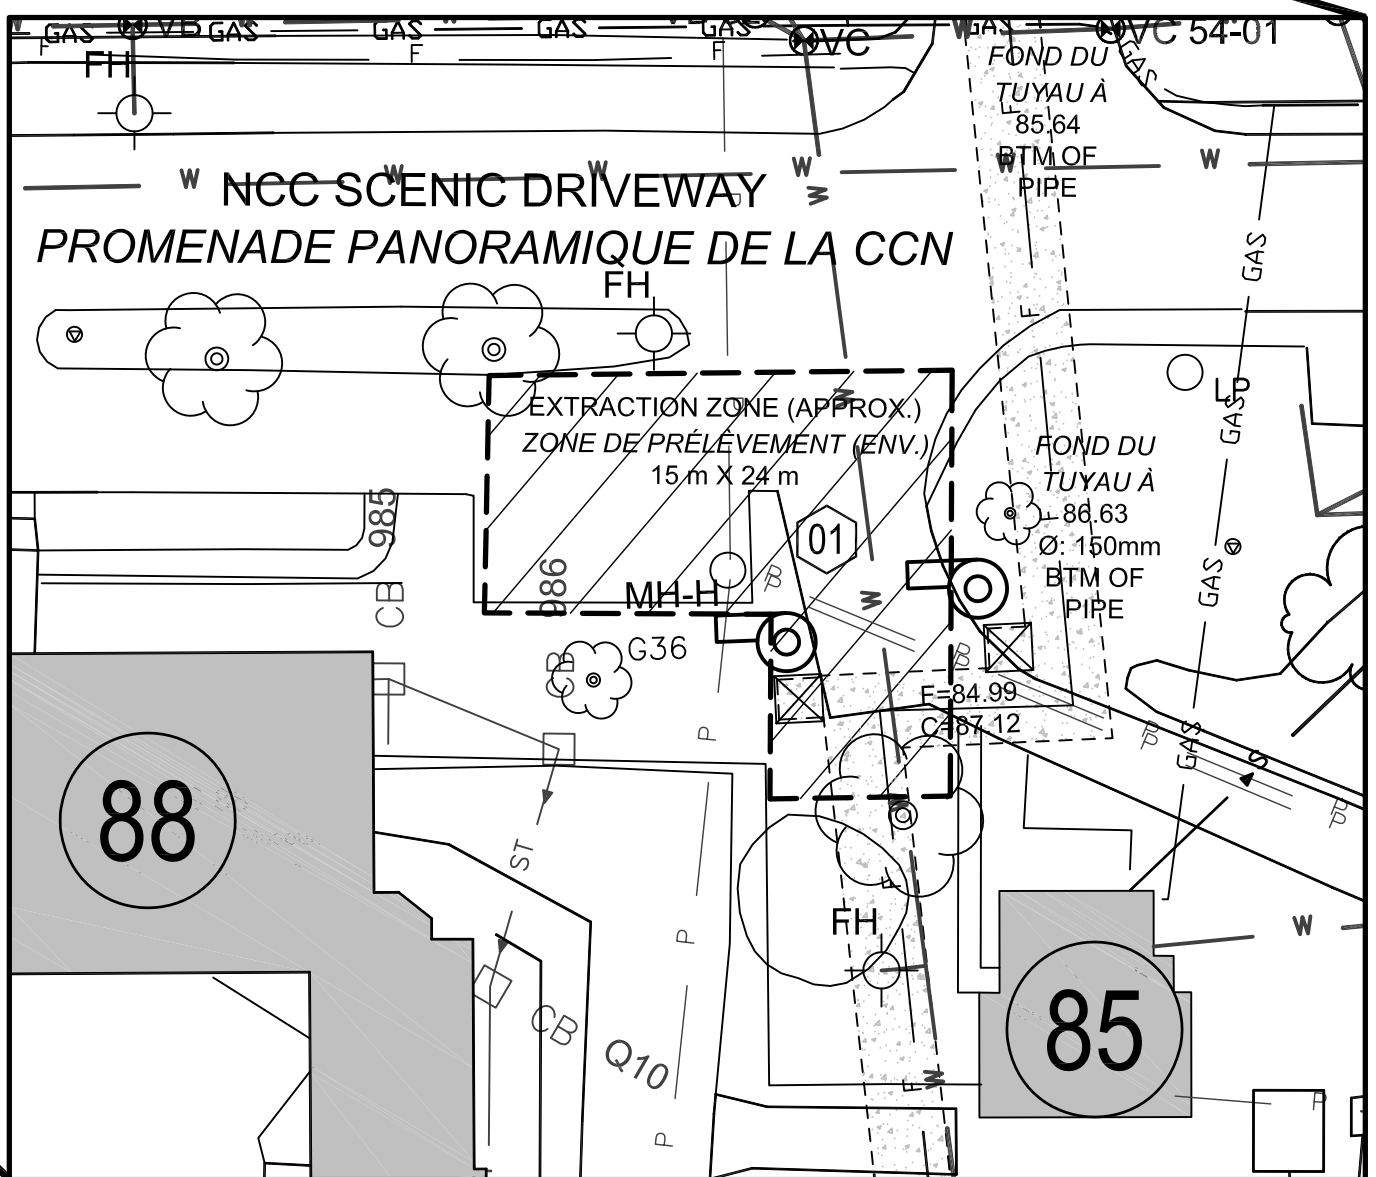 GAS
VB
GAS
GAS
GAS
GAS
GAS
VC
VC 54-01
F
F
F
FH
GAS
FOND DU
TUYAU À
85.64
BTM OF
PIPE
F
W
W
W
W
W
W
W
W
NCC SCENIC DRIVEWAY
PROMENADE PANORAMIQUE DE LA CCN
GAS
FH
F
LP
GAS
EXTRACTION ZONE (APPROX.)
ZONE DE PRÉLÈVEMENT (ENV.)
15 m X 24 m
W
FOND DU
TUYAU À
86.63
Ø: 150mm
BTM OF
PIPE
F
985
CB
986
CB
01
MH-H
G36
W
GAS
F=84.99
C=87.12
P
GAS
S
88
ST
P
F
FH
W
CB
Q10
85
F
W
P
P